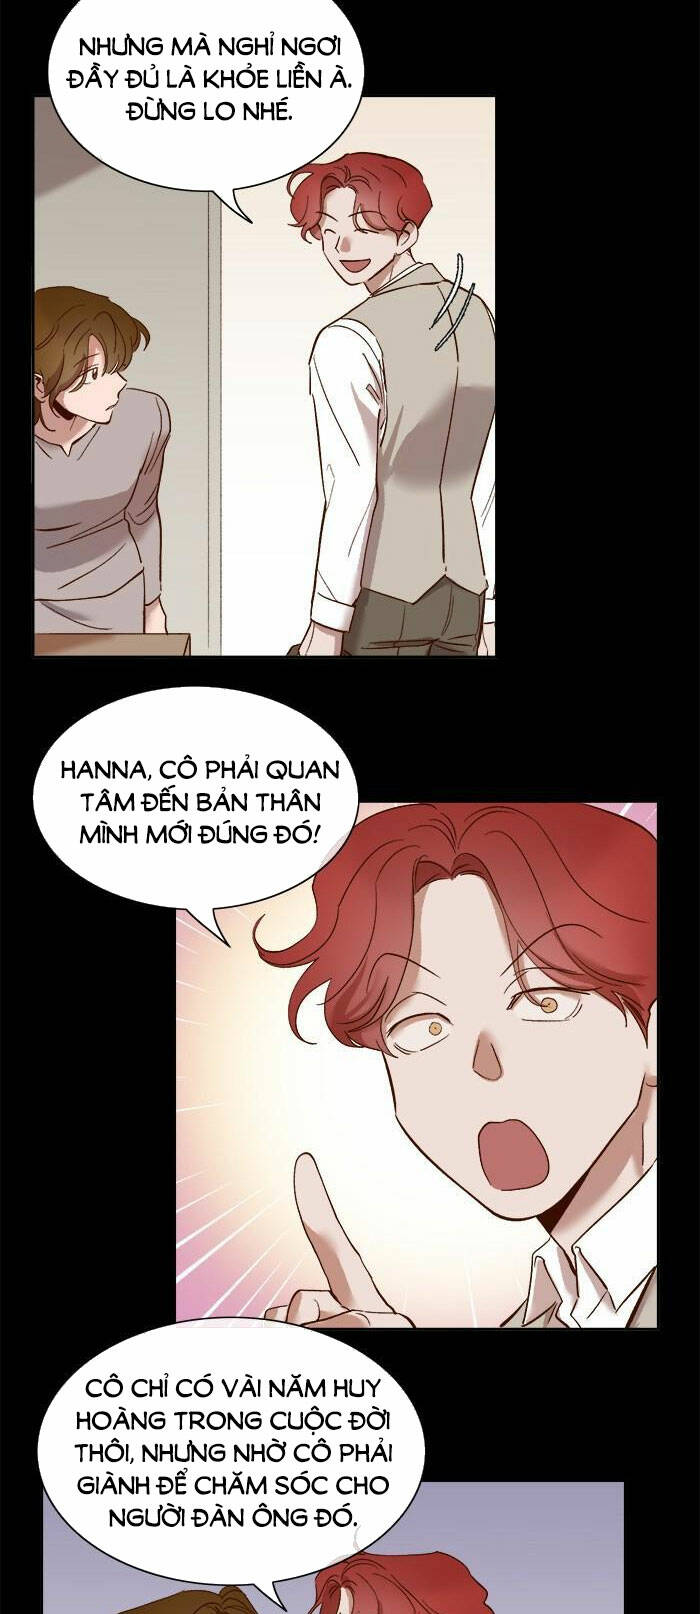 NHƯNG MÀ NGHỈ NGƠI
ĐẦY ĐỦ LÀ KHỎE LIỀN À.
ĐỪNG LO NHÉ.
HANNA, CÔ PHẢI QUAN
TÂM ĐẾN BẢN THÂN
MÌNH MỚI ĐÚNG ĐÓ!
CÔ CHỈ CÓ VÀI NĂM HUY
HOÀNG TRONG CUỘC ĐỜI
THÔI, NHƯNG NHỜ CÔ PHẢI
GIÀNH ĐỂ CHĂM SÓC CHO
NGƯỜI ĐÀN ÔNG ĐÓ.